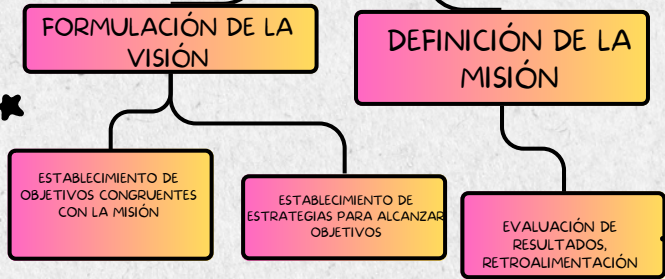 FORMULACIÓN DE LA
VISIÓN
DEFINICIÓN DE LA
MISIÓN
ESTABLECIMIENTO DE
OBJETIVOS CONGRUENTES
CON LA MISIÓN
ESTABLECIMIENTO DE
ESTRATEGIAS PARA ALCANZAR
OBJETIVOS
EVALUACIÓN DE
RESULTADOS,
RETROALIMENTACIÓN